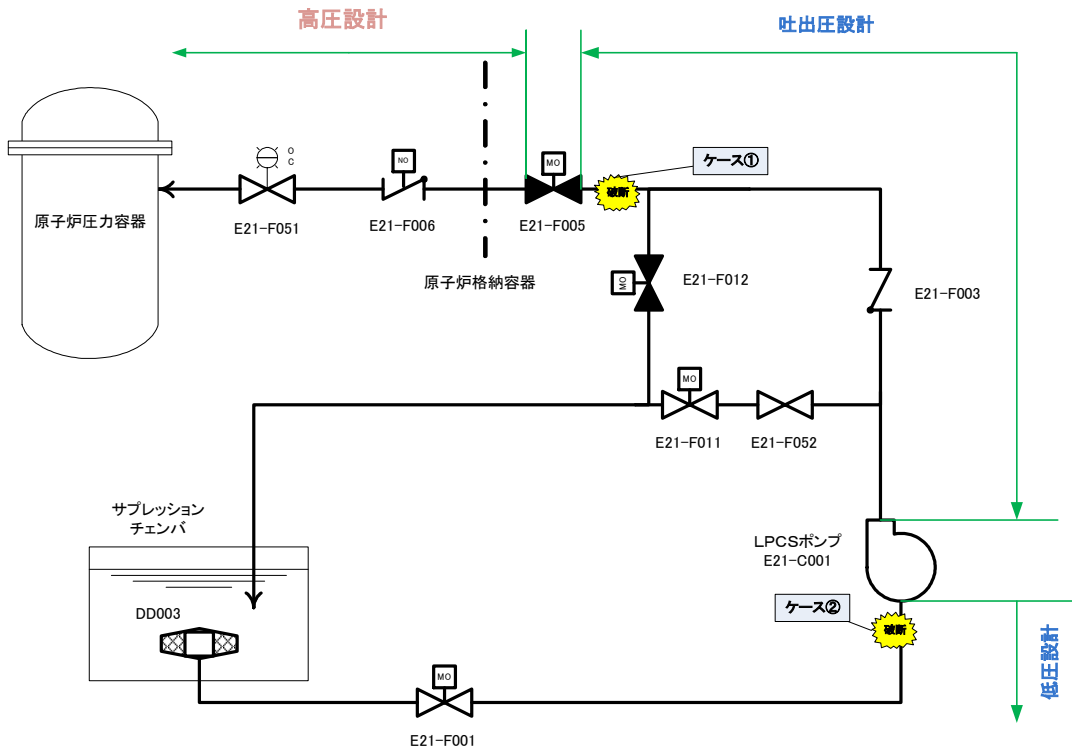 高圧設計
吐出圧設計
ケース①
破断
O
C
NO
MO
原子炉圧力容器
E21-F051
E21-F006
E21-F005
原子炉格納容器
MO
E21-F012
E21-F003
MO
E21-F011
E21-F052
サプレッション
チェンバ
LPCSポンプ
E21-C001
DD003
ケース②
破断
低圧設計
MO
E21-F001